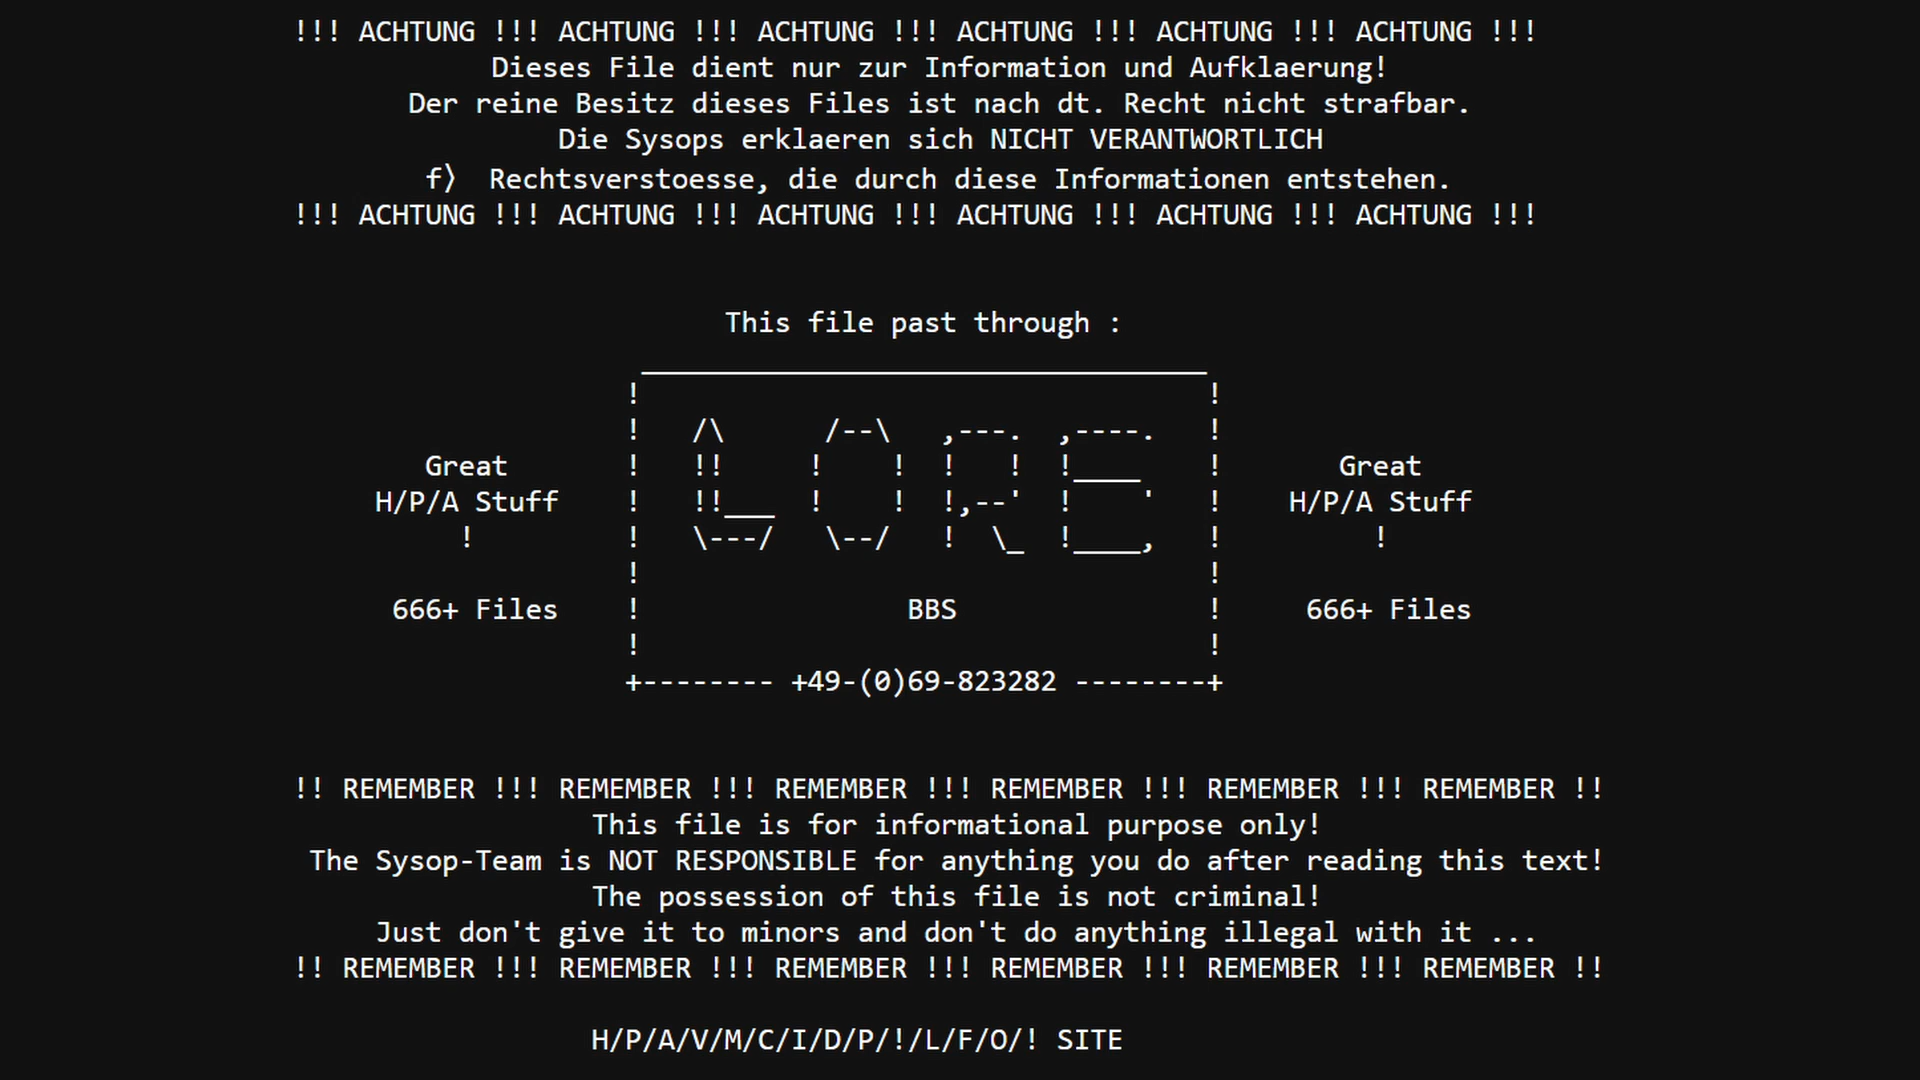 !!! ACHTUNG !!! ACHTUNG !!! ACHTUNG !!! ACHTUNG !!! ACHTUNG !!! ACHTUNG !!!
Dieses File dient nur zur Information und Aufklaerung!
Der reine Besitz dieses Files ist nach dt. Recht nicht strafbar.
Die Sysops erklaeren sich NICHT VERANTWORTLICH
f〉 Rechtsverstoesse, die durch diese Informationen entstehen.
!!! ACHTUNG !!! ACHTUNG !!! ACHTUNG !!! ACHTUNG !!! ACHTUNG !!! ACHTUNG !!!
This file past through :
LORE
Great ! ! Great
H/P/A Stuff ! ! H/P/A Stuff
! ! ! !
666+ Files ! BBS ! 666+ Files
+-------- +49-(0)69-823282 --------+
!! REMEMBER !!! REMEMBER !!! REMEMBER !!! REMEMBER !!! REMEMBER !!! REMEMBER !!
This file is for informational purpose only!
The Sysop-Team is NOT RESPONSIBLE for anything you do after reading this text!
The possession of this file is not criminal!
Just don't give it to minors and don't do anything illegal with it ...
!! REMEMBER !!! REMEMBER !!! REMEMBER !!! REMEMBER !!! REMEMBER !!! REMEMBER !!
H/P/A/V/M/C/I/D/P/!/L/F/O/! SITE